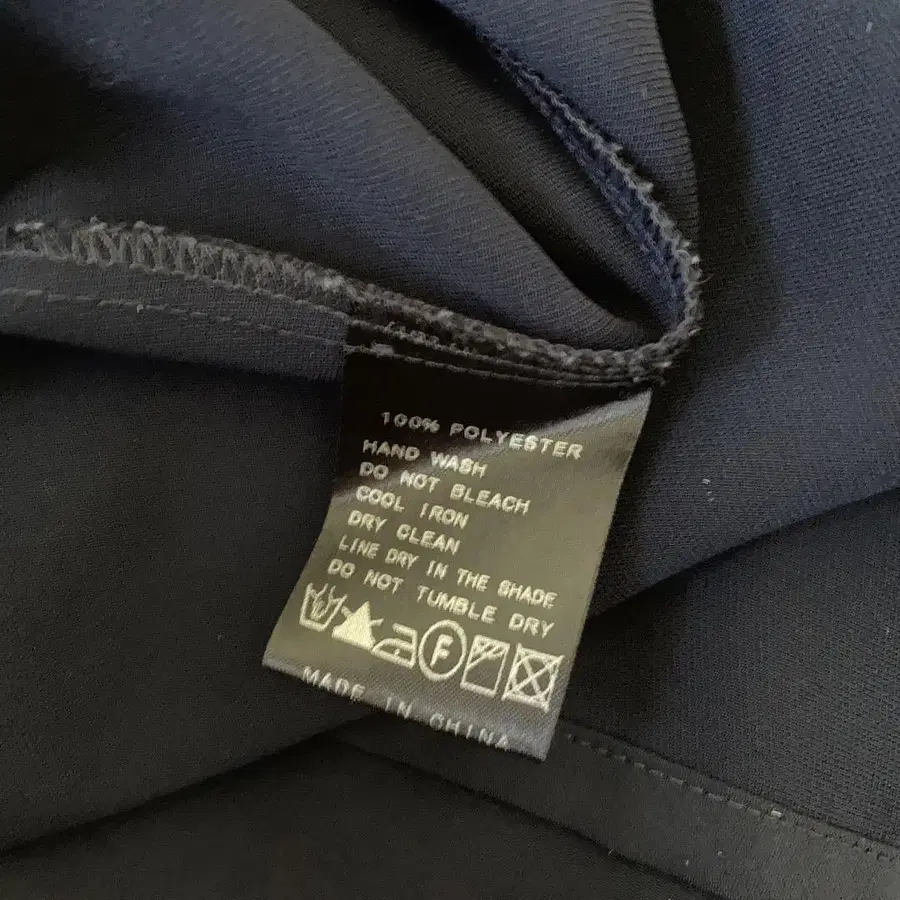 100% POLYESTER
HAND WASH
DO NOT BLEACH
COOL IRON
DRY CLEAN
LINE DRY IN THE SHADE
DO NOT TUMBLE DRY
F
MADE IN CHINA